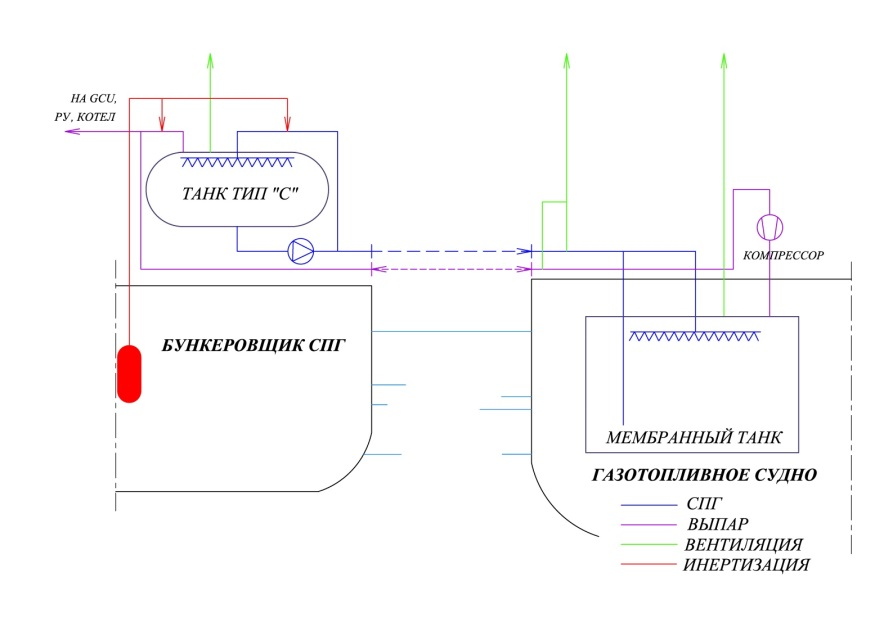 НА GCU,
РУ, КОТЕЛ
ТАНК ТИП "С"
КОМПРЕССОР
БУНКЕРОВЩИК СПГ
МЕМБРАННЫЙ ТАНК
ГАЗОТОПЛИВНОЕ СУДНО
СПГ
ВЫПАР
ВЕНТИЛЯЦИЯ
ИНЕРТИЗАЦИЯ